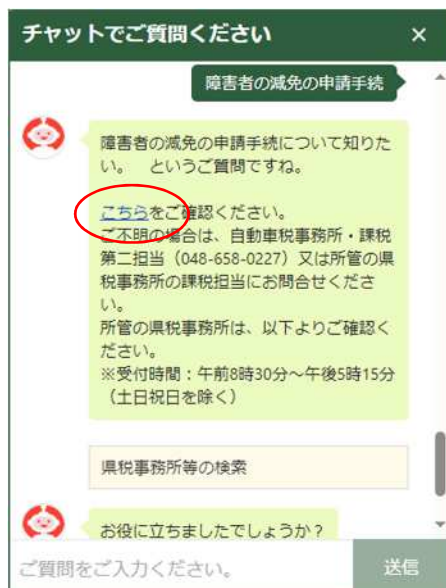 チャットでご質問ください ×
障害者の減免の申請手続
障害者の減免の申請手続について知りた
い。 というご質問ですね。
こちらをご確認ください。
ご不明の場合は、自動車税事務所・課税
第二担当（048-658-0227）又は所管の県
税事務所の課税担当にお問合せくださ
い。
所管の県税事務所は、以下よりご確認く
ださい。
※受付時間：午前8時30分～午後5時15分
（土日祝日を除く）
県税事務所等の検索
お役に立ちましたでしょうか？
ご質問をご入力ください。 送信